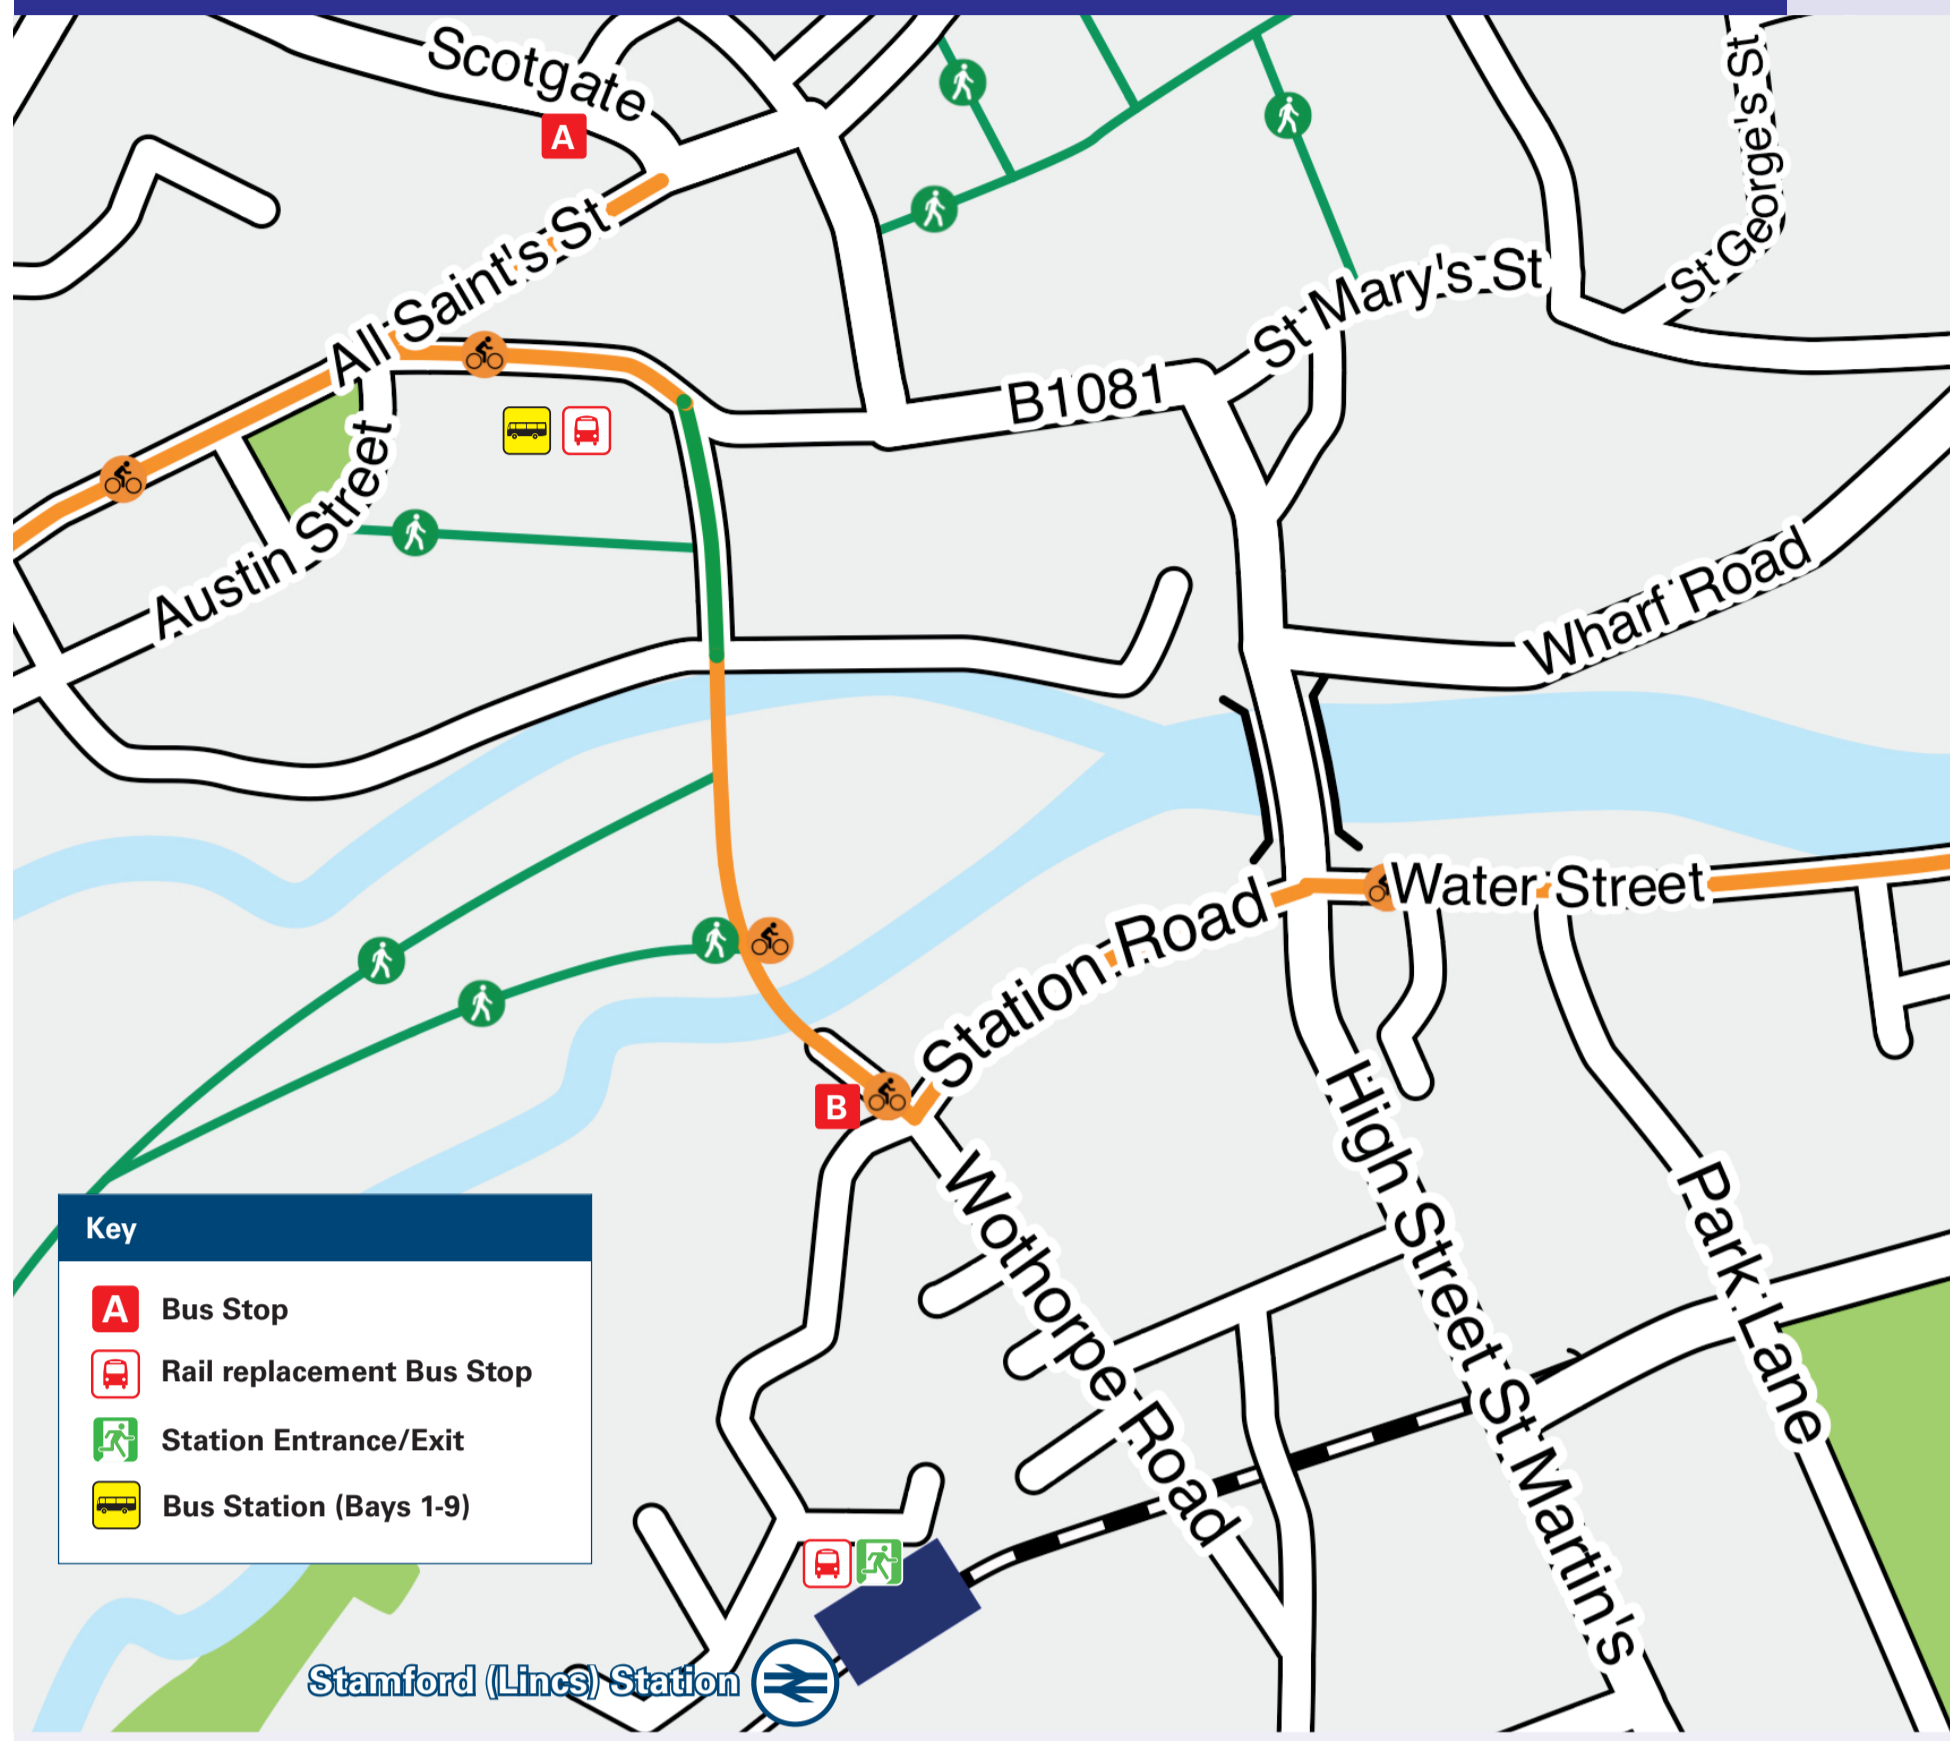 Scotgate
A
St George's St
All Saint's St
St Mary's St
B1081
Austin Street
Wharf Road
Water Street
Station Road
B
High Street St Martin's
Wothorpe Road
Park Lane
Key
A Bus Stop
Rail replacement Bus Stop
Station Entrance/Exit
Bus Station (Bays 1-9)
Stamford (Lincs) Station